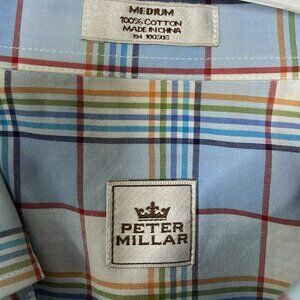 MEDIUM
100% COTTON
MADE IN CHINA
PETER
MILLAR